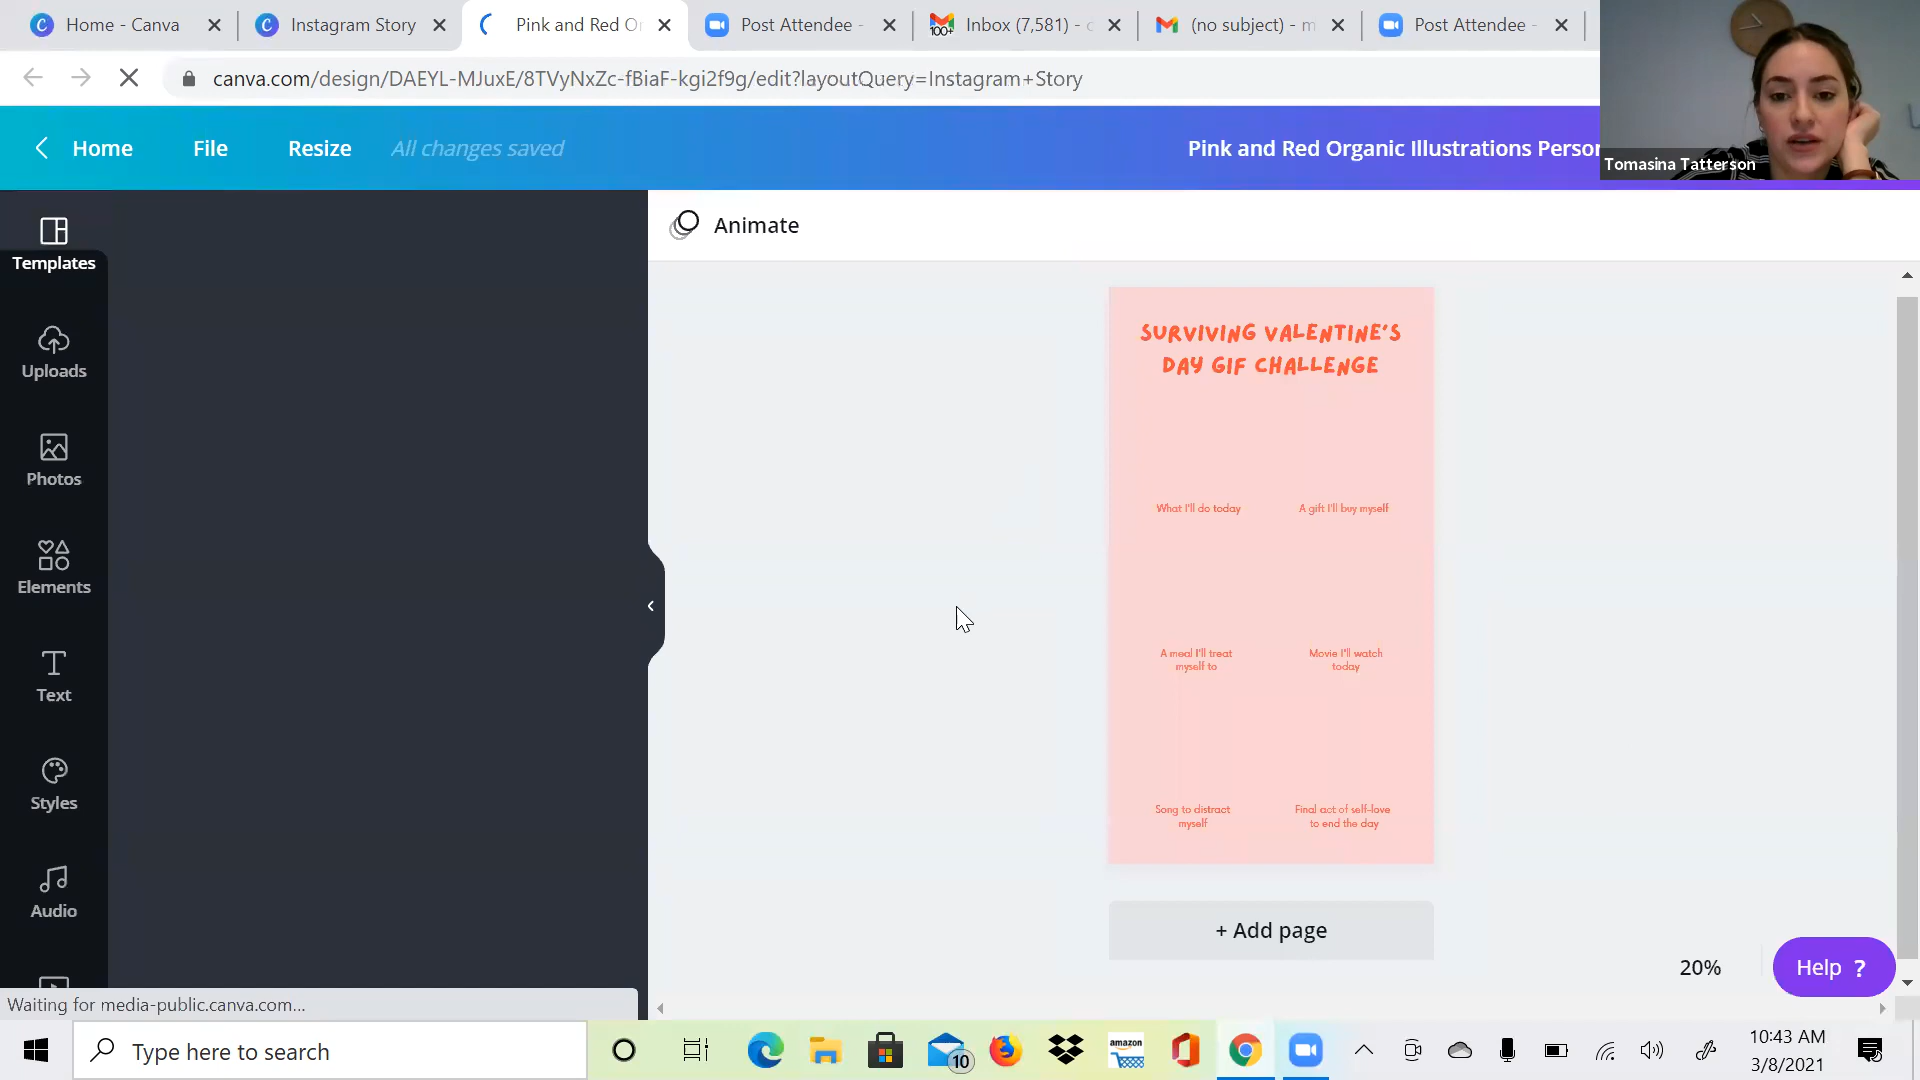 Home - Canva
Instagram Story
Pink and Red Or
Post Attendee -
Inbox (7,581) - c
(no subject) - m
Post Attendee -
canva.com/design/DAEYL-MJuxE/8TVyNxZc-fBiaF-kgi2f9g/edit?layoutQuery=Instagram+Story
Home
File
Resize
All changes saved
Pink and Red Organic Illustrations Person
Tomasina Tatterson
Animate
Templates
Uploads
Photos
Elements
Text
Styles
Audio
SURVIVING VALENTINE'S
DAY GIF CHALLENGE
What I'll do today
A gift I'll buy myself
A meal I'll treat
myself to
Movie I'll watch
today
Song to distract
myself
Final act of self-love
to end the day
+ Add page
20%
Help ?
Waiting for media-public.canva.com...
Type here to search
100+
10
amazon
10:43 AM
3/8/2021